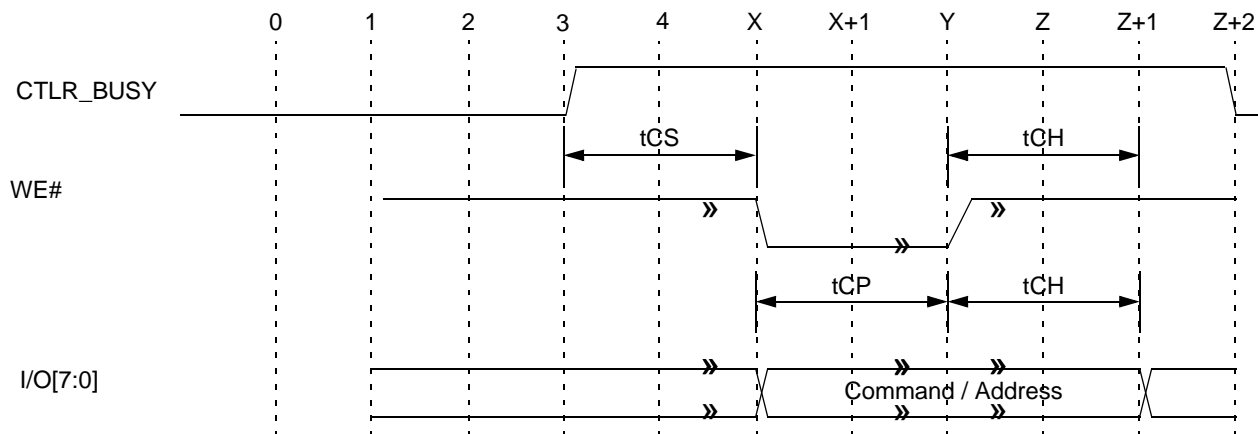 0 1 2 3 4 X X+1 Y Z Z+1 Z+2
CTLR_BUSY
tCS tCH
WE#
» » »
tCP tCH
» » »
I/O[7:0]
Command / Address
» » »